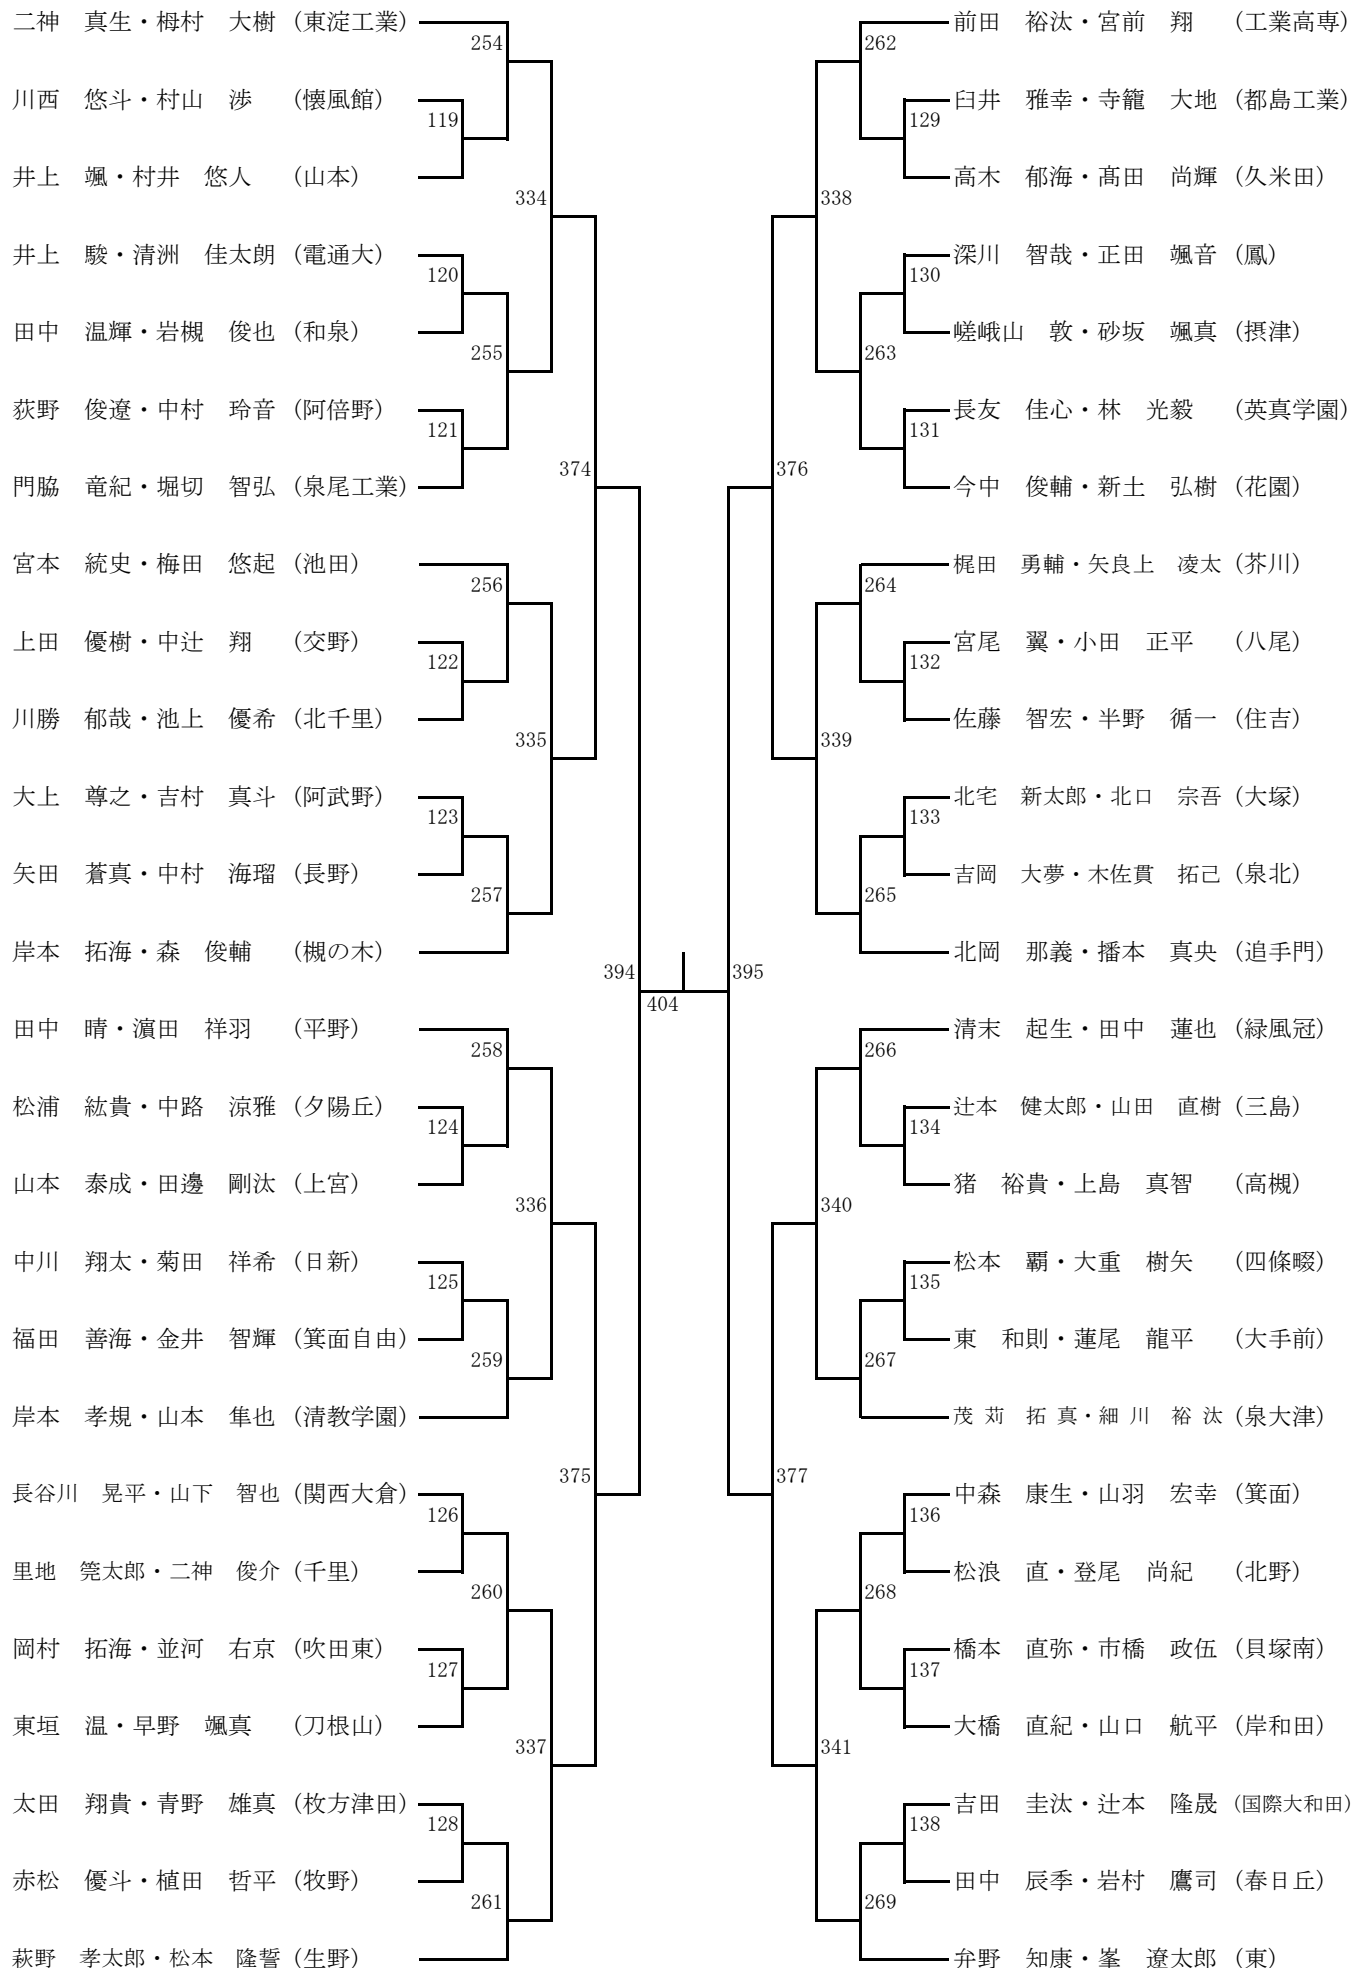 二神　真生・栂村　大樹（東淀工業）
254
川西　悠斗・村山　渉　（懐風館）
119
井上　颯・村井　悠人　（山本）
334
井上　駿・清洲　佳太朗（電通大）
120
田中　温輝・岩槻　俊也（和泉）
255
荻野　俊遼・中村　玲音（阿倍野）
121
門脇　竜紀・堀切　智弘（泉尾工業）
374
宮本　統史・梅田　悠起（池田）
256
上田　優樹・中辻　翔　（交野）
122
川勝　郁哉・池上　優希（北千里）
335
大上　尊之・吉村　真斗（阿武野）
123
矢田　蒼真・中村　海瑠（長野）
257
岸本　拓海・森　俊輔　（槻の木）
394
404
田中　晴・濵田　祥羽　（平野）
258
松浦　紘貴・中路　涼雅（夕陽丘）
124
山本　泰成・田邊　剛汰（上宮）
336
中川　翔太・菊田　祥希（日新）
125
福田　善海・金井　智輝（箕面自由）
259
岸本　孝規・山本　隼也（清教学園）
375
長谷川　晃平・山下　智也（関西大倉）
126
里地　筦太郎・二神　俊介（千里）
260
岡村　拓海・並河　右京（吹田東）
127
東垣　温・早野　颯真　（刀根山）
337
太田　翔貴・青野　雄真（枚方津田）
128
赤松　優斗・植田　哲平（牧野）
261
萩野　孝太郎・松本　隆誓（生野）
前田　裕汰・宮前　翔　（工業高専）
262
臼井　雅幸・寺籠　大地（都島工業）
129
高木　郁海・髙田　尚輝（久米田）
338
深川　智哉・正田　颯音（鳳）
130
嵯峨山　敦・砂坂　颯真（摂津）
263
長友　佳心・林　光毅　（英真学園）
131
今中　俊輔・新土　弘樹（花園）
376
梶田　勇輔・矢良上　凌太（芥川）
264
宮尾　翼・小田　正平　（八尾）
132
佐藤　智宏・半野　循一（住吉）
339
北宅　新太郎・北口　宗吾（大塚）
133
吉岡　大夢・木佐貫　拓己（泉北）
265
北岡　那義・播本　真央（追手門）
395
清末　起生・田中　蓮也（緑風冠）
266
辻本　健太郎・山田　直樹（三島）
134
猪　裕貴・上島　真智　（高槻）
340
松本　覇・大重　樹矢　（四條畷）
135
東　和則・蓮尾　龍平　（大手前）
267
茂苅　拓真・細川　裕汰（泉大津）
377
中森　康生・山羽　宏幸（箕面）
136
松浪　直・登尾　尚紀　（北野）
268
橋本　直弥・市橋　政伍（貝塚南）
137
大橋　直紀・山口　航平（岸和田）
341
吉田　圭汰・辻本　隆晟（国際大和田）
138
田中　辰季・岩村　鷹司（春日丘）
269
弁野　知康・峯　遼太郎（東）